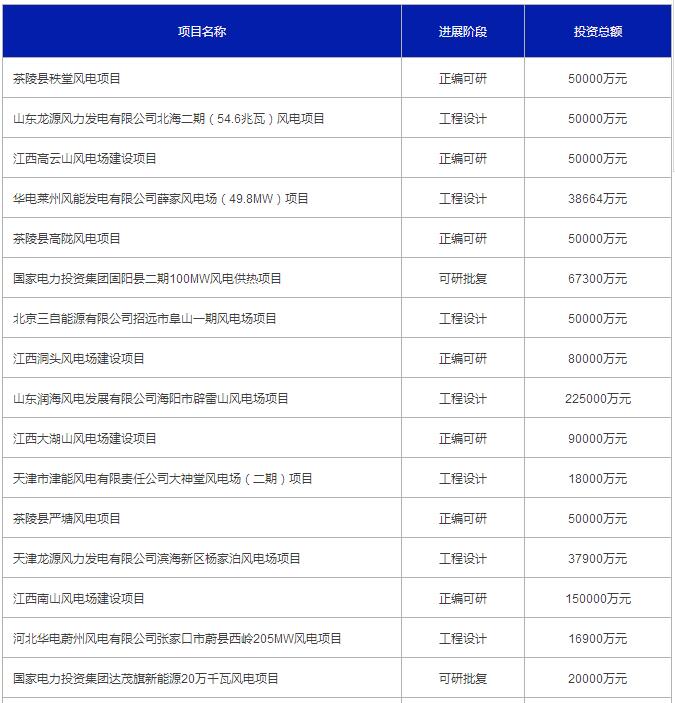 项目名称 进展阶段 投资总额
茶陵县秩堂风电项目 正编可研 50000万元
山东龙源风力发电有限公司北海二期（54.6兆瓦）风电项目 工程设计 50000万元
江西高云山风电场建设项目 正编可研 50000万元
华电莱州风能发电有限公司薛家风电场（49.8MW）项目 工程设计 38664万元
茶陵县高陇风电项目 正编可研 50000万元
国家电力投资集团固阳县二期100MW风电供热项目 可研批复 67300万元
北京三自能源有限公司招远市阜山一期风电场项目 工程设计 50000万元
江西洞头风电场建设项目 正编可研 80000万元
山东润海风电发展有限公司海阳市辟雷山风电场项目 工程设计 225000万元
江西大湖山风电场建设项目 正编可研 90000万元
天津市津能风电有限责任公司大神堂风电场（二期）项目 工程设计 18000万元
茶陵县严塘风电项目 正编可研 50000万元
天津龙源风力发电有限公司滨海新区杨家泊风电场项目 工程设计 37900万元
江西南山风电场建设项目 正编可研 150000万元
河北华电蔚州风电有限公司张家口市蔚县西岭205MW风电项目 工程设计 16900万元
国家电力投资集团达茂旗新能源20万千瓦风电项目 可研批复 20000万元